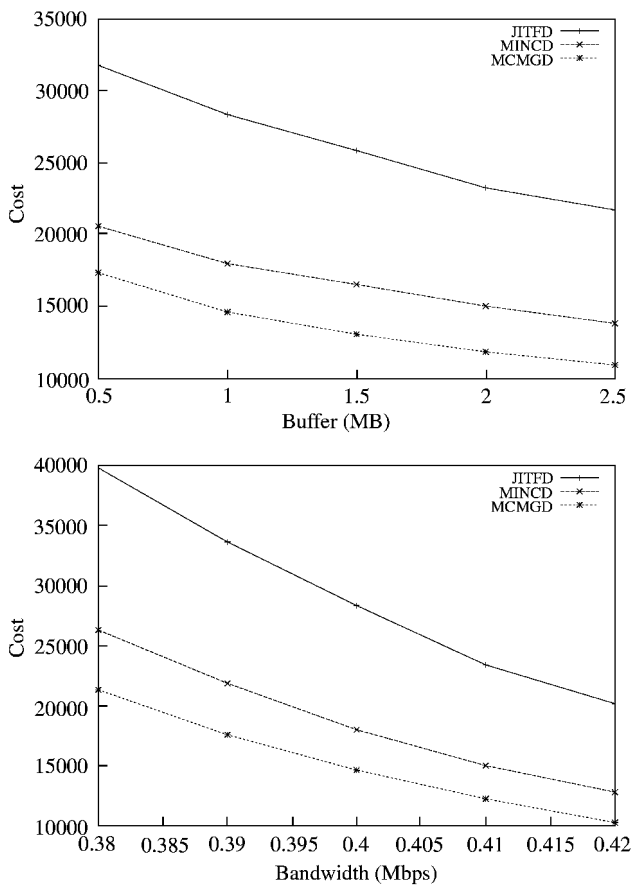 35000
30000
25000
20000
15000
10000
Cost
JITFD
MINCD
MCMGD
0.5 1 1.5 2 2.5
Buffer (MB)
40000
35000
30000
25000
20000
15000
10000
Cost
JITFD
MINCD
MCMGD
0.38 0.385 0.39 0.395 0.4 0.405 0.41 0.415 0.42
Bandwidth (Mbps)